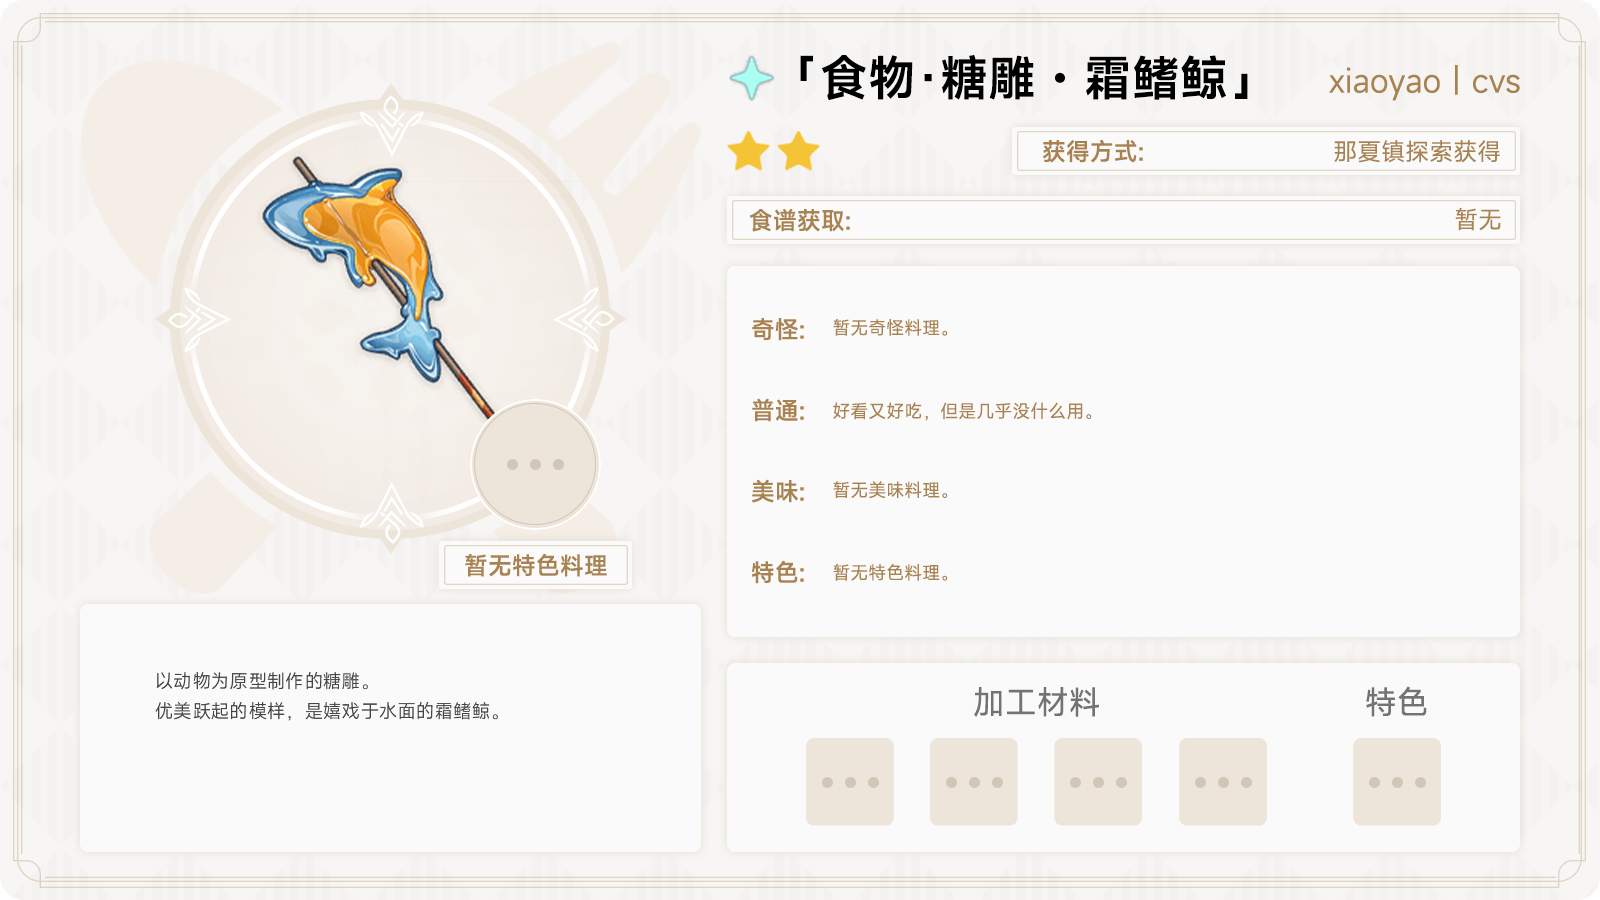 「食物·糖雕·霜鳍鲸」
xiaoyao | cvs
获得方式: 那夏镇探索获得
食谱获取: 暂无
奇怪: 暂无奇怪料理。
普通: 好看又好吃，但是几乎没什么用。
美味: 暂无美味料理。
特色: 暂无特色料理。
暂无特色料理
以动物为原型制作的糖雕。
优美跃起的模样，是嬉戏于水面的霜鳍鲸。
加工材料 特色